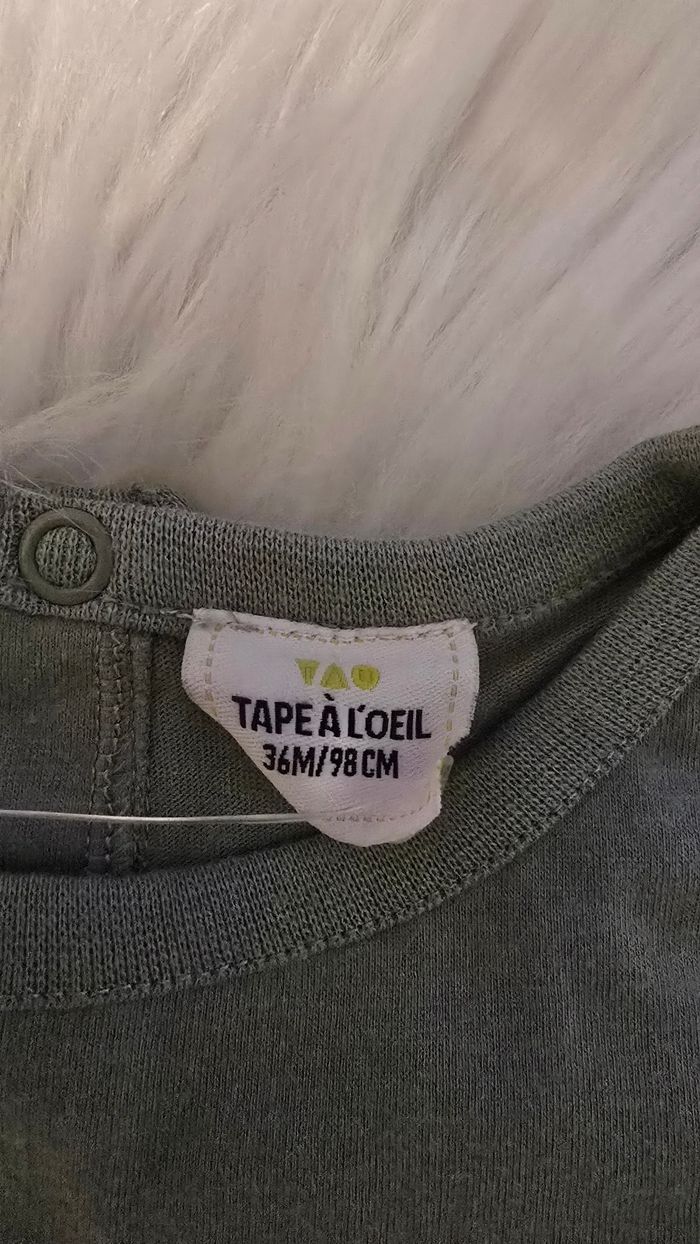 TAO
TAPE À L'OEIL
36M/98CM